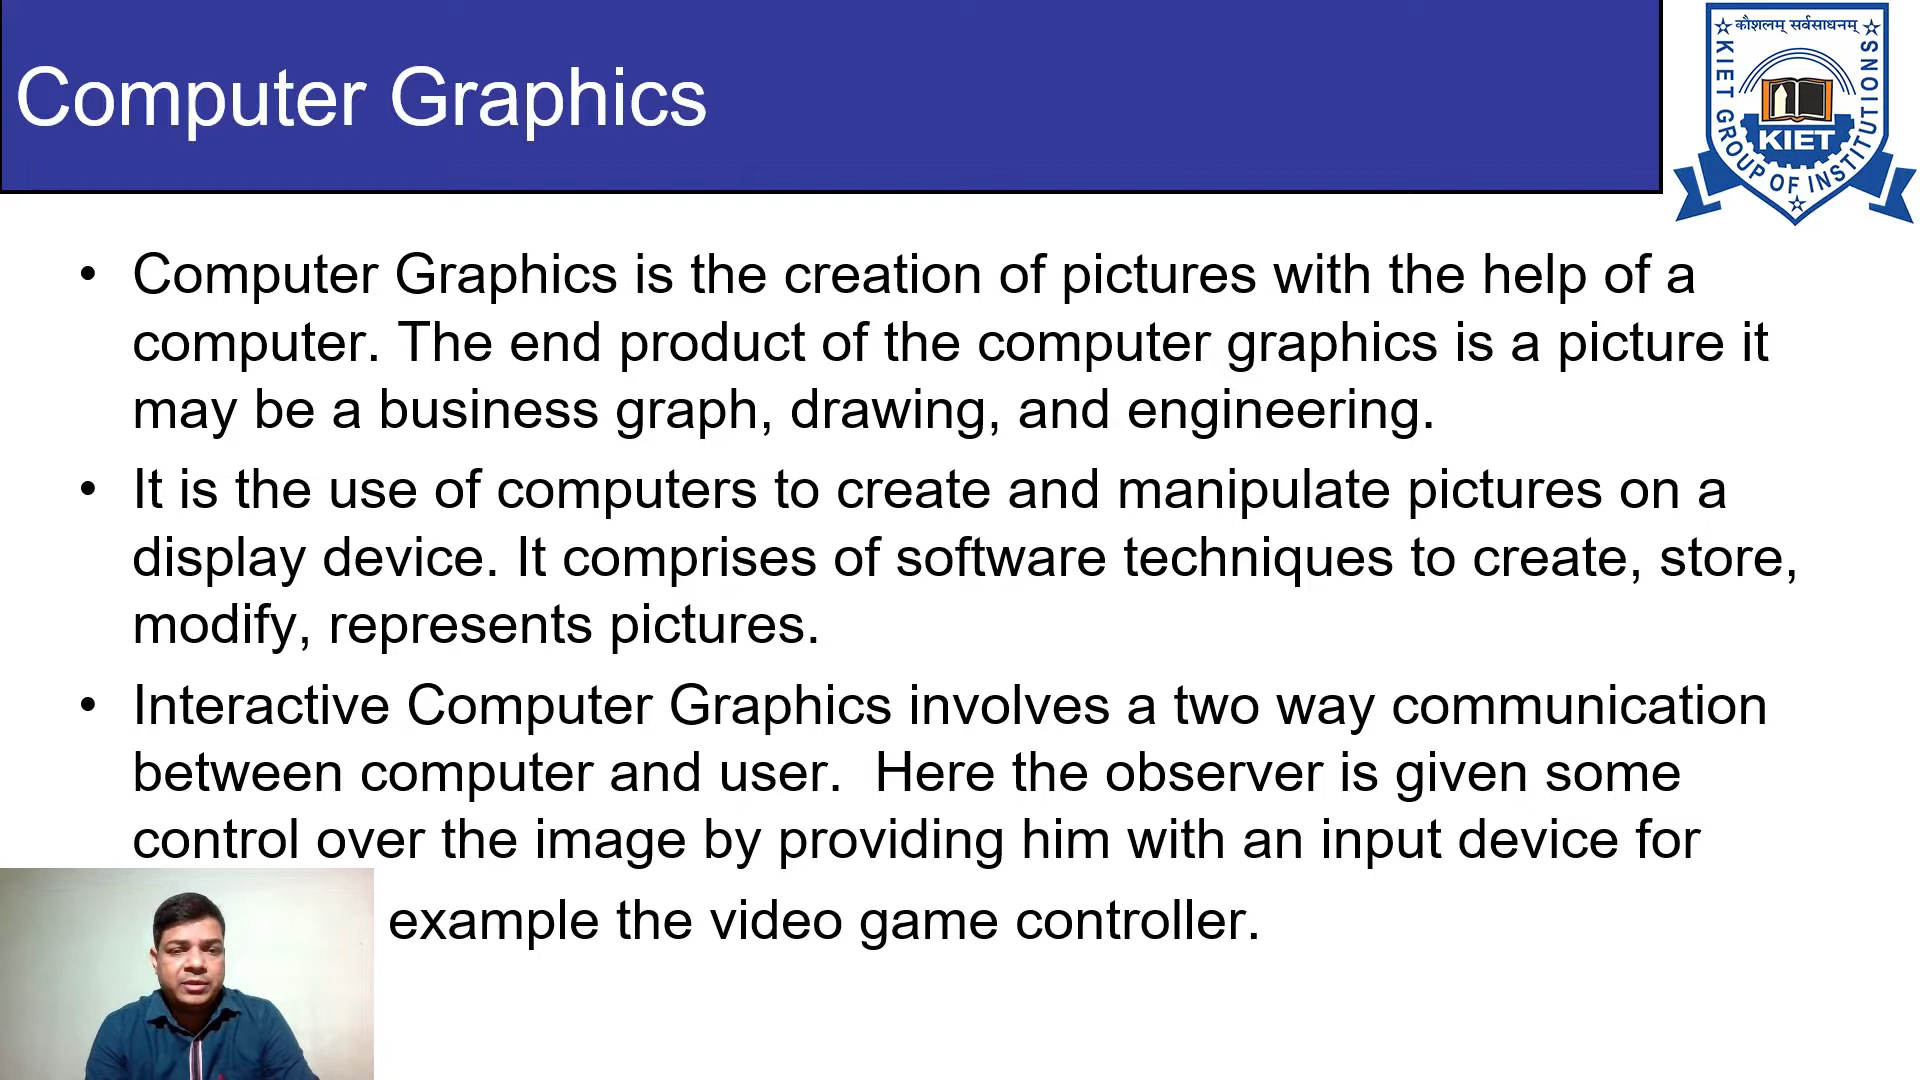 Computer Graphics
कौशलम् सर्वसाधनम्
KIET GROUP OF INSTITUTIONS
KIET
• Computer Graphics is the creation of pictures with the help of a
computer. The end product of the computer graphics is a picture it
may be a business graph, drawing, and engineering.
• It is the use of computers to create and manipulate pictures on a
display device. It comprises of software techniques to create, store,
modify, represents pictures.
• Interactive Computer Graphics involves a two way communication
between computer and user.  Here the observer is given some
control over the image by providing him with an input device for
example the video game controller.